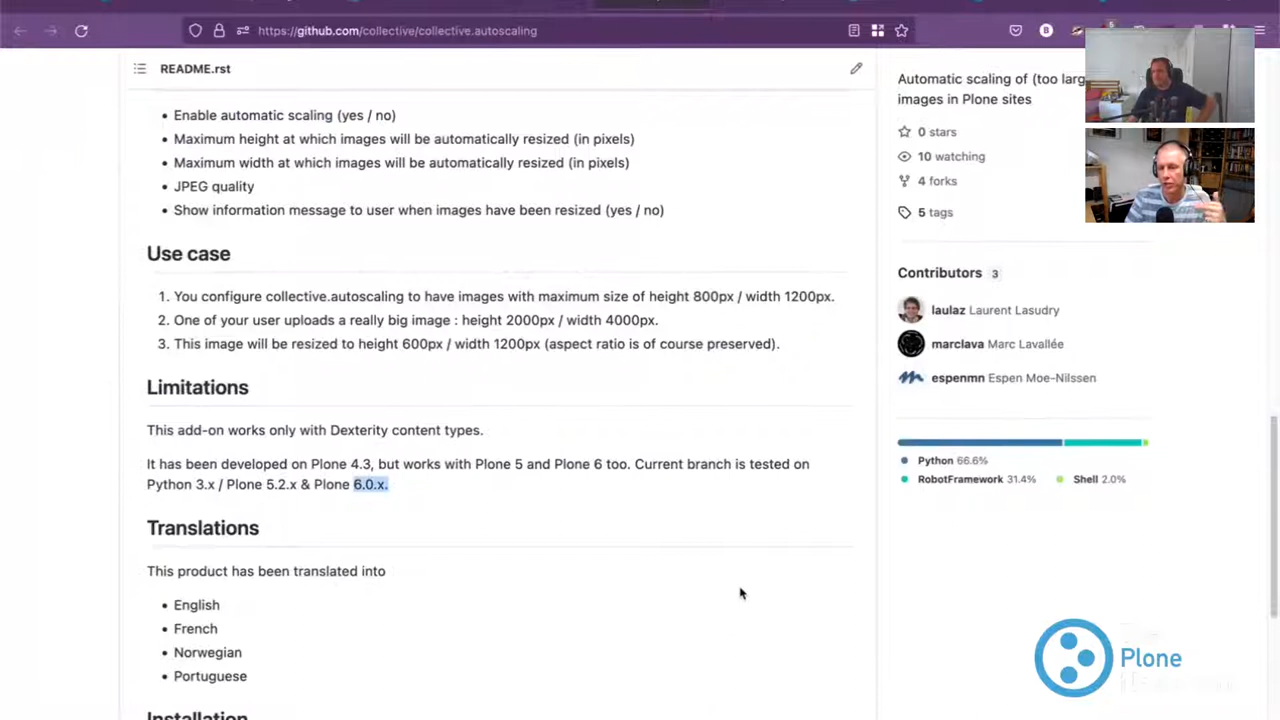 https://github.com/collective/collective.autoscaling
5
B
README.rst
Enable automatic scaling (yes / no)
Maximum height at which images will be automatically resized (in pixels)
Maximum width at which images will be automatically resized (in pixels)
JPEG quality
Show information message to user when images have been resized (yes / no)
Use case
1. You configure collective.autoscaling to have images with maximum size of height 800px / width 1200px.
2. One of your user uploads a really big image : height 2000px / width 4000px.
3. This image will be resized to height 600px / width 1200px (aspect ratio is of course preserved).
Limitations
This add-on works only with Dexterity content types.
It has been developed on Plone 4.3, but works with Plone 5 and Plone 6 too. Current branch is tested on
Python 3.x / Plone 5.2.x & Plone 6.0.x.
Translations
This product has been translated into
English
French
Norwegian
Portuguese
Installation
Automatic scaling of (too larg
images in Plone sites
0 stars
10 watching
4 forks
5 tags
Contributors 3
laulaz Laurent Lasudry
marclava Marc Lavallée
espenmn Espen Moe-Nilssen
Python 66.6%
RobotFramework 31.4% Shell 2.0%
Plone